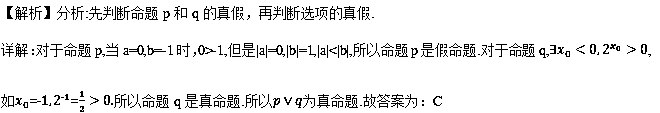 【解析】分析:先判断命题 p 和 q 的真假，再判断选项的真假.
详解:对于命题 p,当 a=0,b=-1 时,0>-1,但是|a|=0,|b|=1,|a|<|b|,所以命题 p 是假命题.对于命题 q,∃x₀ < 0, 2^{x₀} > 0,
如x₀=-1, 2⁻¹=½ > 0.所以命题 q 是真命题.所以p ∨ q为真命题.故答案为：C